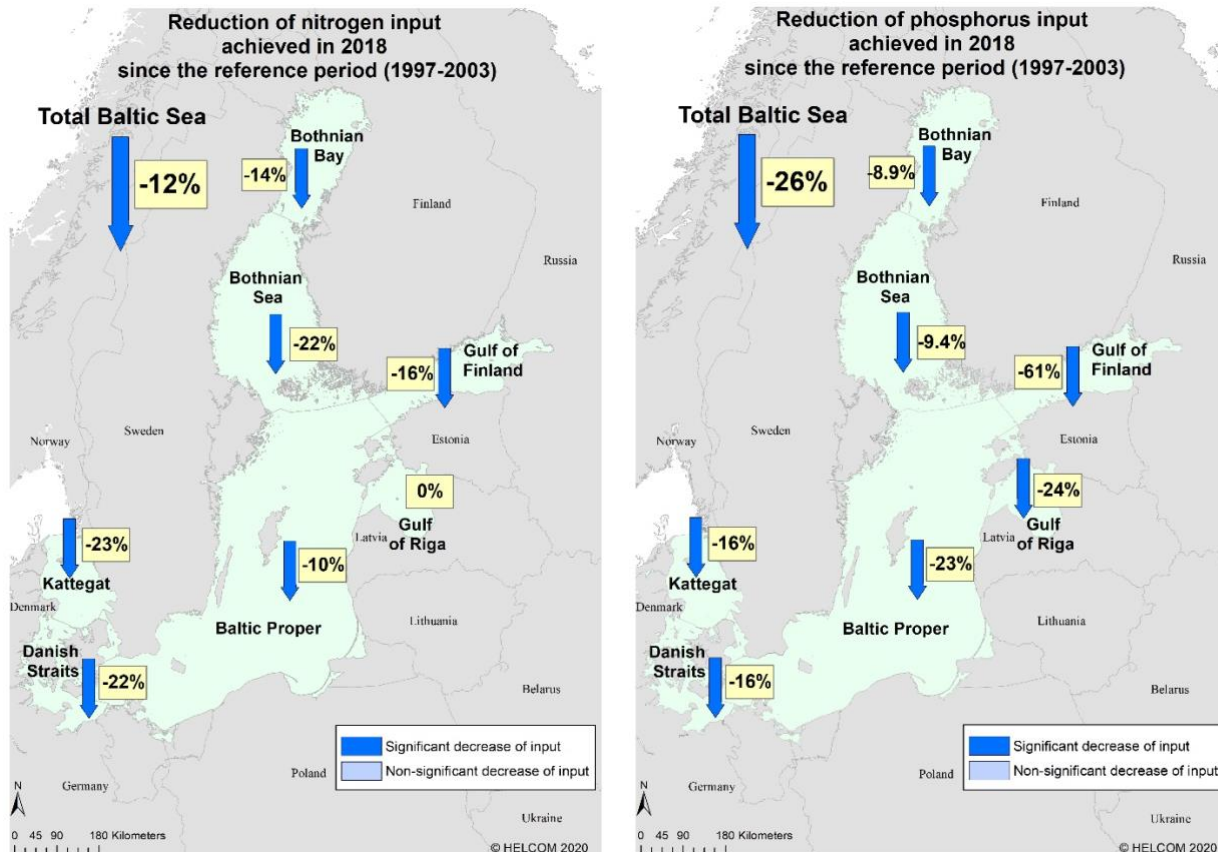 Reduction of nitrogen input
achieved in 2018
since the reference period (1997-2003)
Total Baltic Sea
-12%
Bothnian
Bay
-14%
Finland
Russia
Bothnian
Sea
-22%
-16%
Gulf of
Finland
Norway
Sweden
Estonia
0%
Gulf
of Riga
Latvia
-23%
Kattegat
-10%
Denmark
Baltic Proper
Lithuania
Danish
Straits
-22%
Belarus
Significant decrease of input
Non-significant decrease of input
Poland
Germany
Ukraine
N
0 45 90 180 Kilometers
© HELCOM 2020
Reduction of phosphorus input
achieved in 2018
since the reference period (1997-2003)
Total Baltic Sea
-26%
Bothnian
Bay
-8.9%
Finland
Russia
Bothnian
Sea
-9.4%
-61%
Gulf of
Finland
Norway
Sweden
Estonia
-24%
Gulf
of Riga
Latvia
-16%
Kattegat
-23%
Denmark
Baltic Proper
Lithuania
Danish
Straits
-16%
Belarus
Significant decrease of input
Non-significant decrease of input
Poland
Germany
Ukraine
N
0 45 90 180 Kilometers
© HELCOM 2020